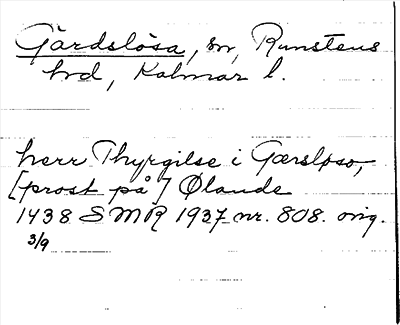 Gärdslösa, sn, Runstens
hrd, Kalmar l.
herr Thyrgilse i Gærsløso,
[prost på] Ølande
1438 SMR 1937 nr. 808. orig.
3/9